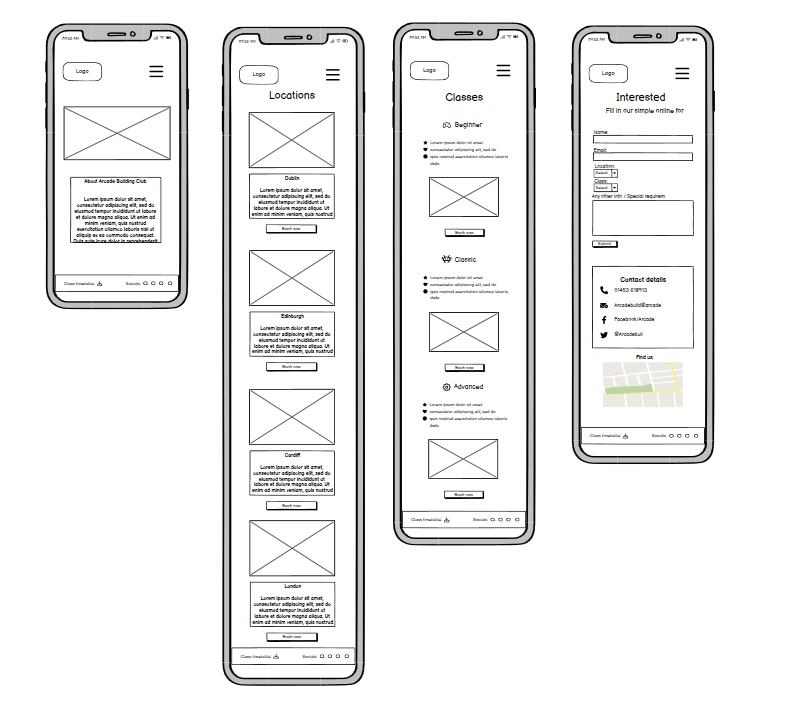 09:52 AM
Logo
About Arcade Building Club
Lorem ipsum dolor sit amet,
consectetur adipiscing elit, sed do
eiusmod tempor incididunt ut labore
et dolore magna aliqua. Ut enim ad
minim veniam, quis nostrud
exercitation ullamco laboris nisi ut
aliquip ex ea commodo consequat.
Duis aute irure dolor in reprehenderit
Class timetable:
Socials:
09:52 AM
Logo
Locations
Dublin
Lorem ipsum dolor sit amet,
consectetur adipiscing elit, sed do
eiusmod tempor incididunt ut
labore et dolore magna aliqua. Ut
enim ad minim veniam, quis nostrud
Book now
Edinburgh
Lorem ipsum dolor sit amet,
consectetur adipiscing elit, sed do
eiusmod tempor incididunt ut
labore et dolore magna aliqua. Ut
enim ad minim veniam, quis nostrud
Book now
Cardiff
Lorem ipsum dolor sit amet,
consectetur adipiscing elit, sed do
eiusmod tempor incididunt ut
labore et dolore magna aliqua. Ut
enim ad minim veniam, quis nostrud
Book now
London
Lorem ipsum dolor sit amet,
consectetur adipiscing elit, sed do
eiusmod tempor incididunt ut
labore et dolore magna aliqua. Ut
enim ad minim veniam, quis nostrud
Book now
Class timetable:
Socials:
09:52 AM
Logo
Classes
Beginner
Lorem ipsum dolor sit amet
consectetur adipiscing elit, sed do
quis nostrud exercitation ullamco laboris
Book now
Classic
Lorem ipsum dolor sit amet
consectetur adipiscing elit, sed do
quis nostrud exercitation ullamco laboris
Book now
Advanced
Lorem ipsum dolor sit amet
consectetur adipiscing elit, sed do
quis nostrud exercitation ullamco laboris
Book now
Class timetable:
Socials:
09:52 AM
Logo
Interested
Fill in our simple online for
Name:
Email:
Location:
Select
Class:
Select
Any other info / Special requirem
Submit
Contact details
01453 618913
Arcadebuild@arcade
Facebook/Arcade
@Arcadebuil
Find us:
Class timetable:
Socials: